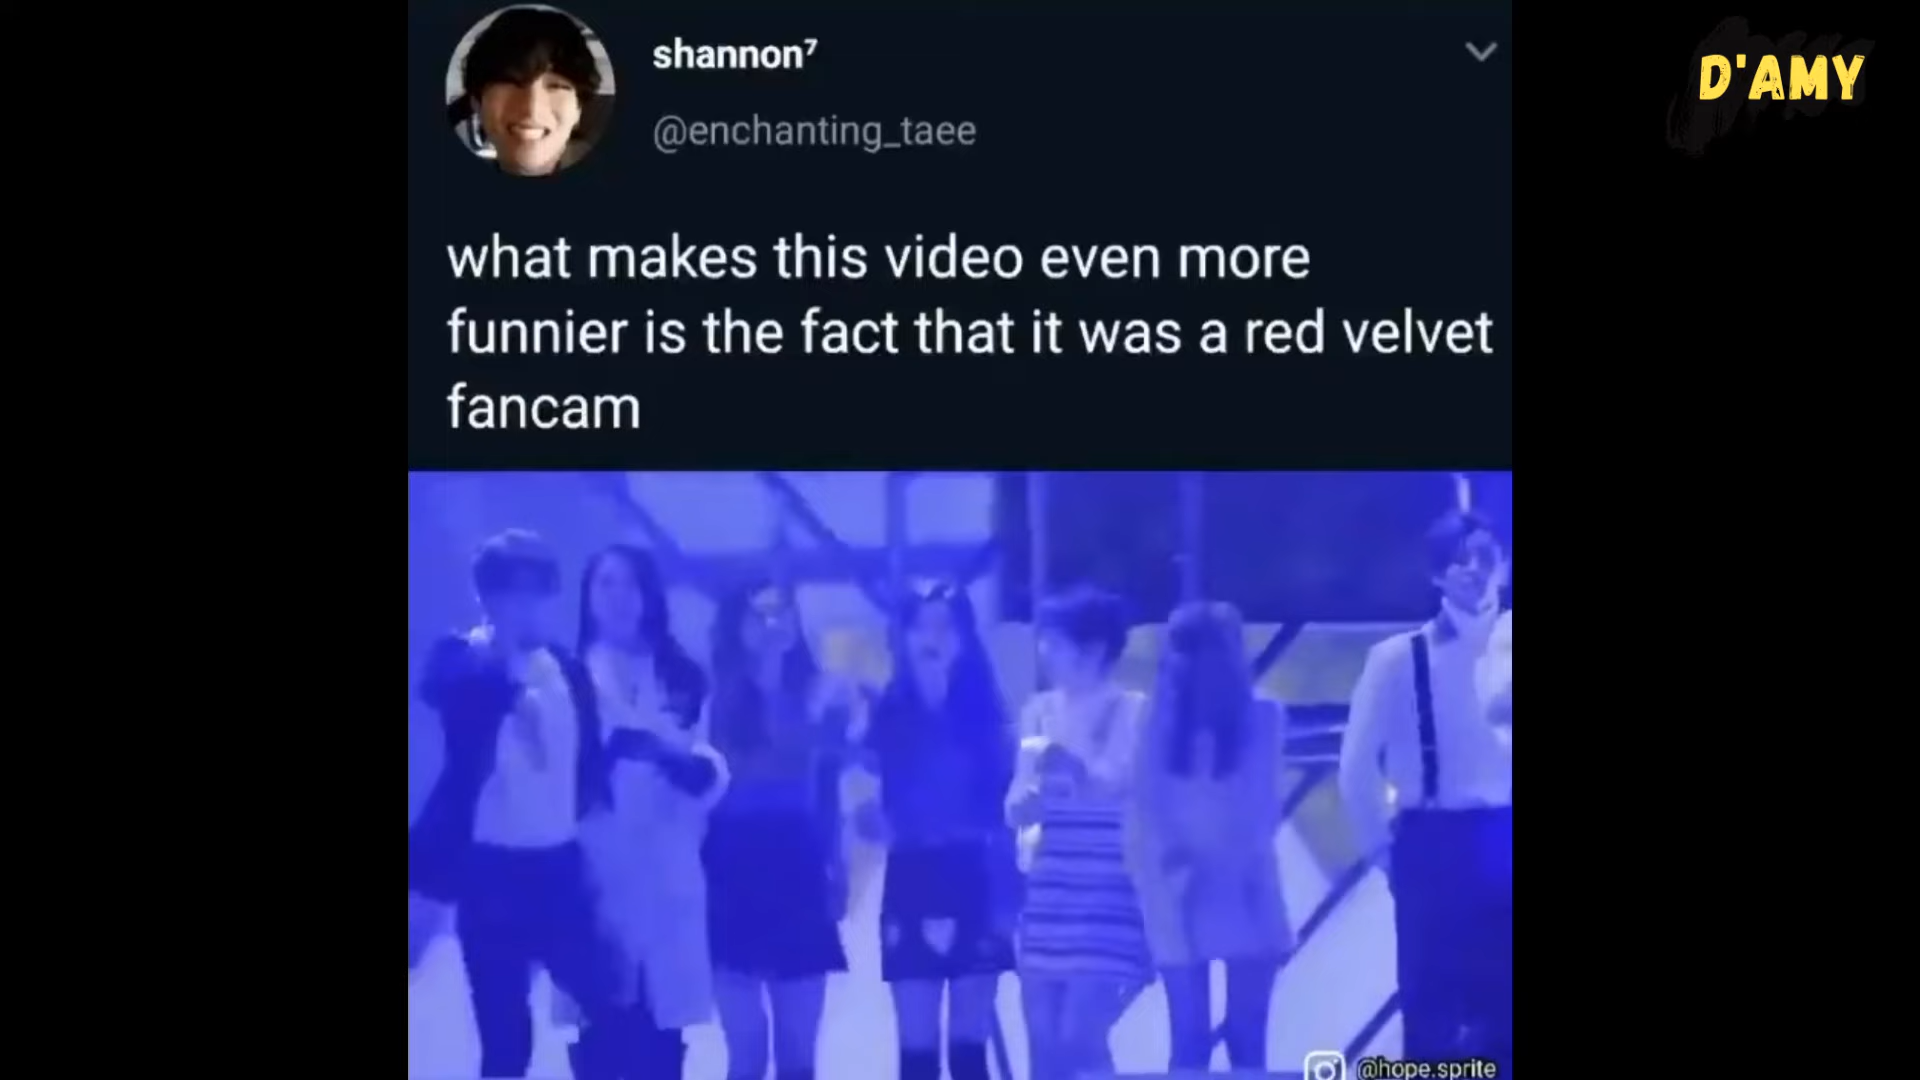 shannon⁷
@enchanting_taee
D'AMY
what makes this video even more
funnier is the fact that it was a red velvet
fancam
@hope.sprite